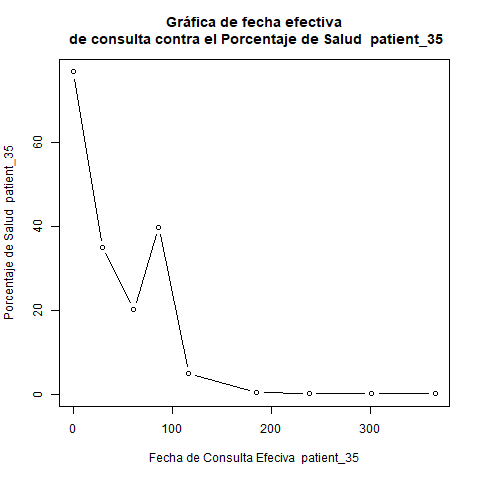 Gráfica de fecha efectiva
de consulta contra el Porcentaje de Salud patient_35
Porcentaje de Salud patient_35
60
40
20
0
0 100 200 300
Fecha de Consulta Efeciva patient_35